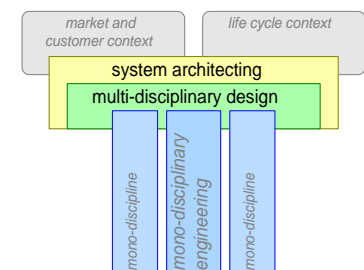 market and
customer context
life cycle context
system architecting
multi-disciplinary design
mono-discipline
mono-disciplinary
engineering
mono-discipline